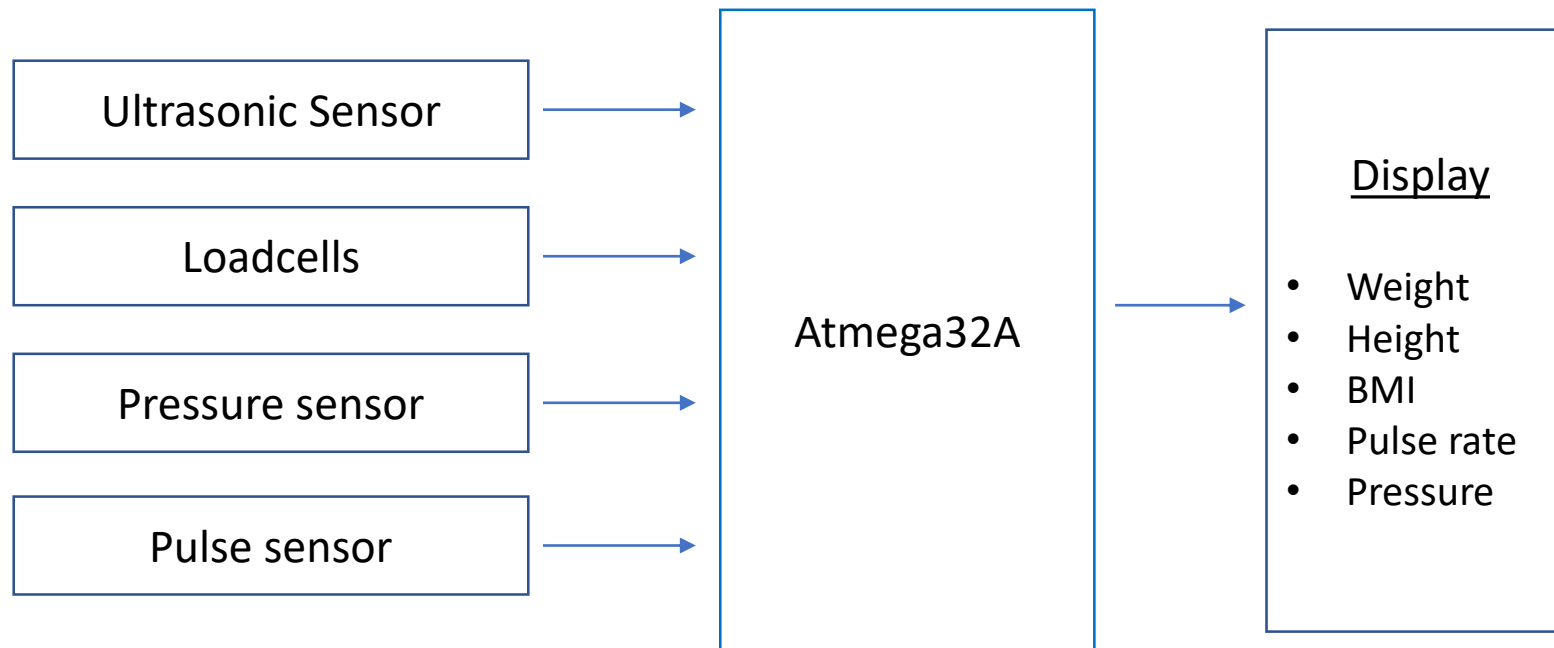 Ultrasonic Sensor
Loadcells
Pressure sensor
Pulse sensor
Atmega32A
Display
• Weight
• Height
• BMI
• Pulse rate
• Pressure